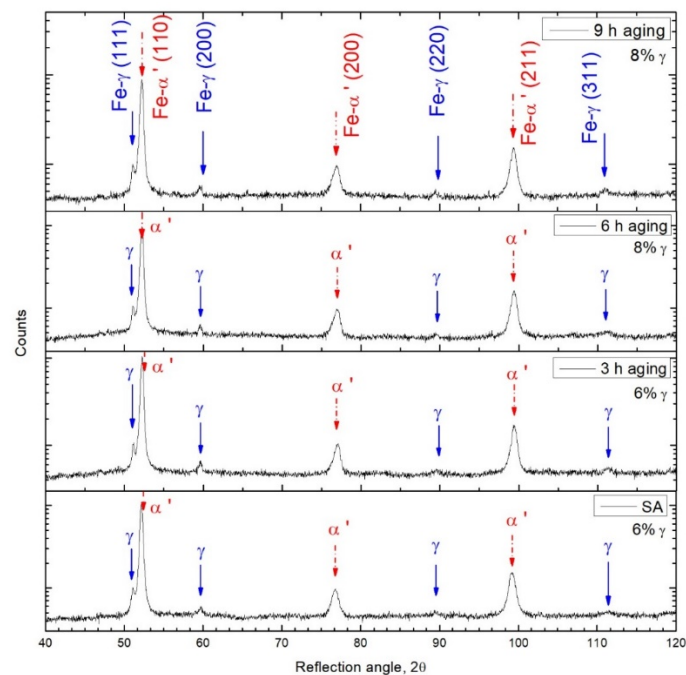 Fe-γ (111)
Fe-α' (110)
Fe-γ (200)
Fe-α' (200)
Fe-γ (220)
Fe-α' (211)
Fe-γ (311)
9 h aging
8% γ
γ
α'
γ
α'
γ
α'
γ
6 h aging
8% γ
γ
α'
γ
α'
γ
α'
γ
3 h aging
6% γ
γ
α'
γ
α'
γ
α'
γ
SA
6% γ
Counts
40 50 60 70 80 90 100 110 120
Reflection angle, 2θ